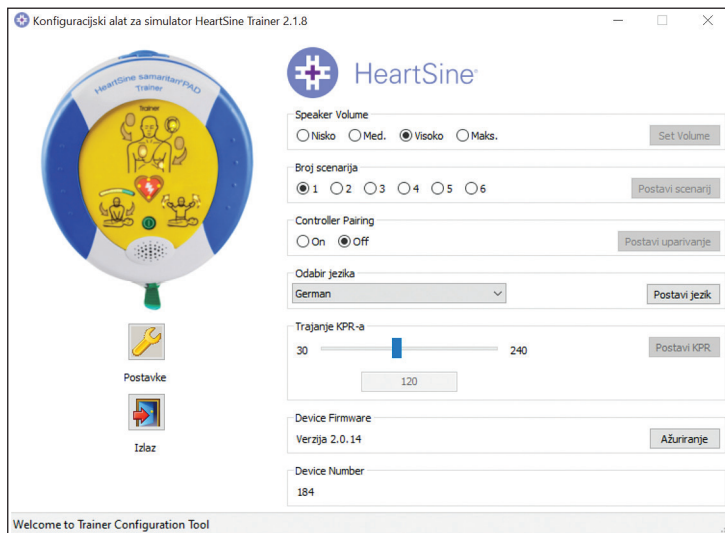 Konfiguracijski alat za simulator HeartSine Trainer 2.1.8
HeartSine samaritan PAD
Trainer
Trainer
HeartSine
Speaker Volume
Nisko Med. Visoko Maks. Set Volume
Broj scenarija
1 2 3 4 5 6 Postavi scenarij
Controller Pairing
On Off Postavi uparivanje
Odabir jezika
German Postavi jezik
Trajanje KPR-a
30 240 Postavi KPR
120
Postavke
Izlaz
Device Firmware
Verzija 2.0.14 Ažuriranje
Device Number
184
Welcome to Trainer Configuration Tool